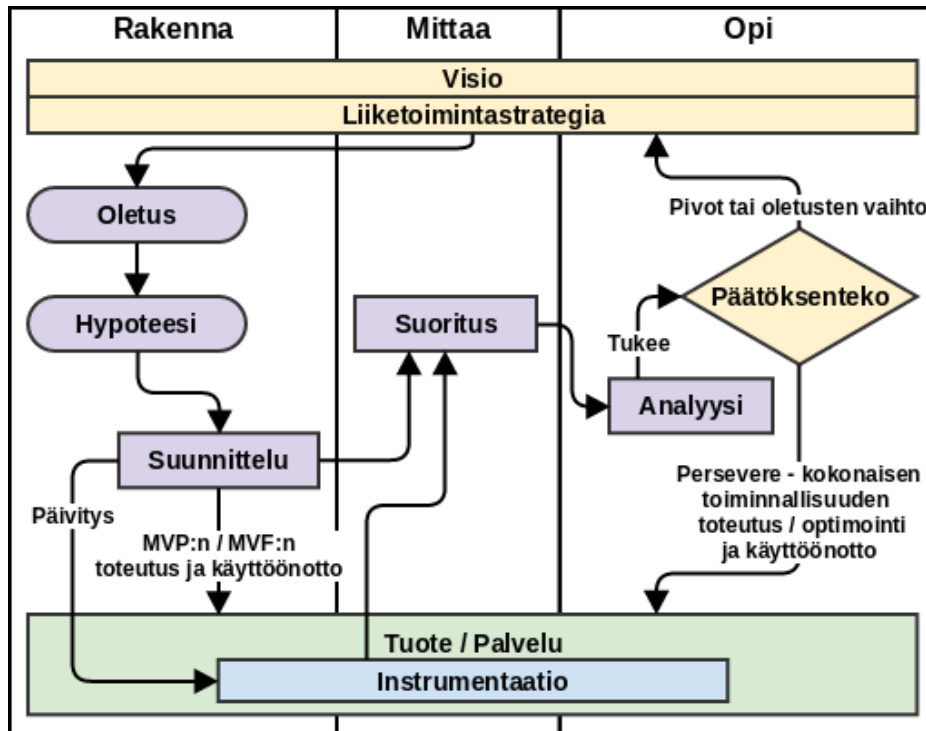 Rakenna
Mittaa
Opi
Visio
Liiketoimintastrategia
Oletus
Pivot tai oletusten vaihto
Hypoteesi
Suoritus
Päätöksenteko
Tukee
Analyysi
Suunnittelu
Päivitys
MVP:n / MVF:n
toteutus ja käyttöönotto
Persevere - kokonaisen
toiminnallisuuden
toteutus / optimointi
ja käyttöönotto
Tuote / Palvelu
Instrumentaatio